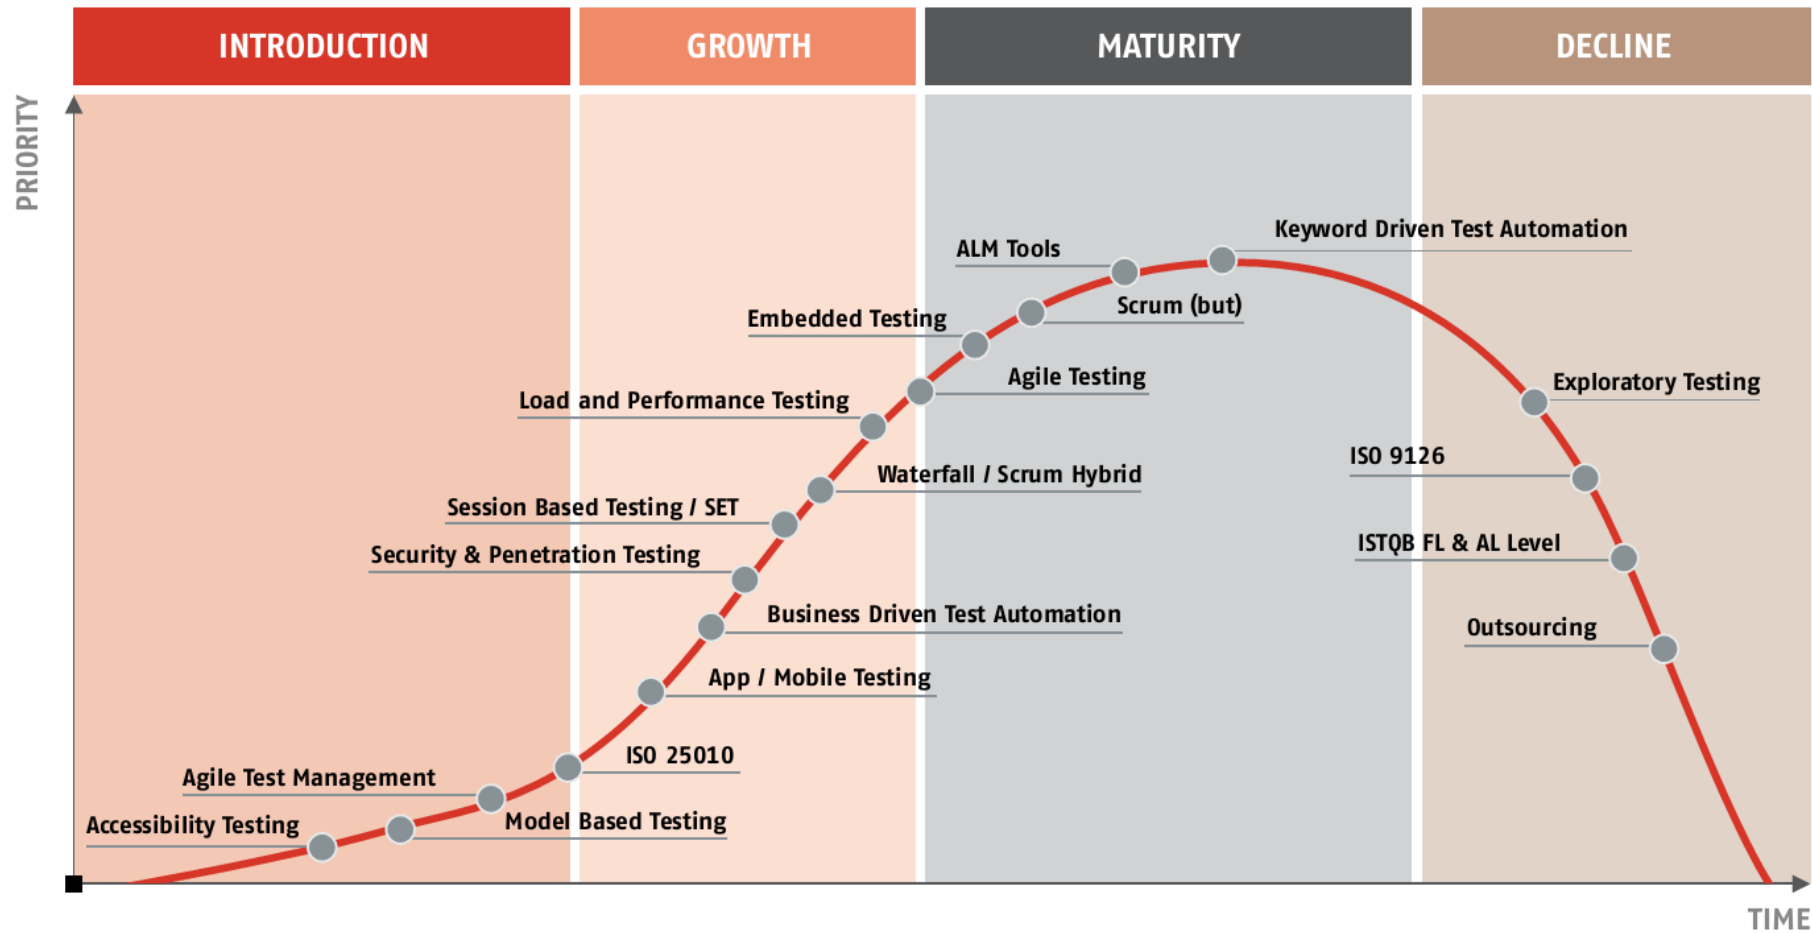 INTRODUCTION
GROWTH
MATURITY
DECLINE
PRIORITY
Keyword Driven Test Automation
ALM Tools
Scrum (but)
Embedded Testing
Agile Testing
Exploratory Testing
Load and Performance Testing
ISO 9126
Waterfall / Scrum Hybrid
Session Based Testing / SET
ISTQB FL & AL Level
Security & Penetration Testing
Business Driven Test Automation
Outsourcing
App / Mobile Testing
ISO 25010
Agile Test Management
Model Based Testing
Accessibility Testing
TIME